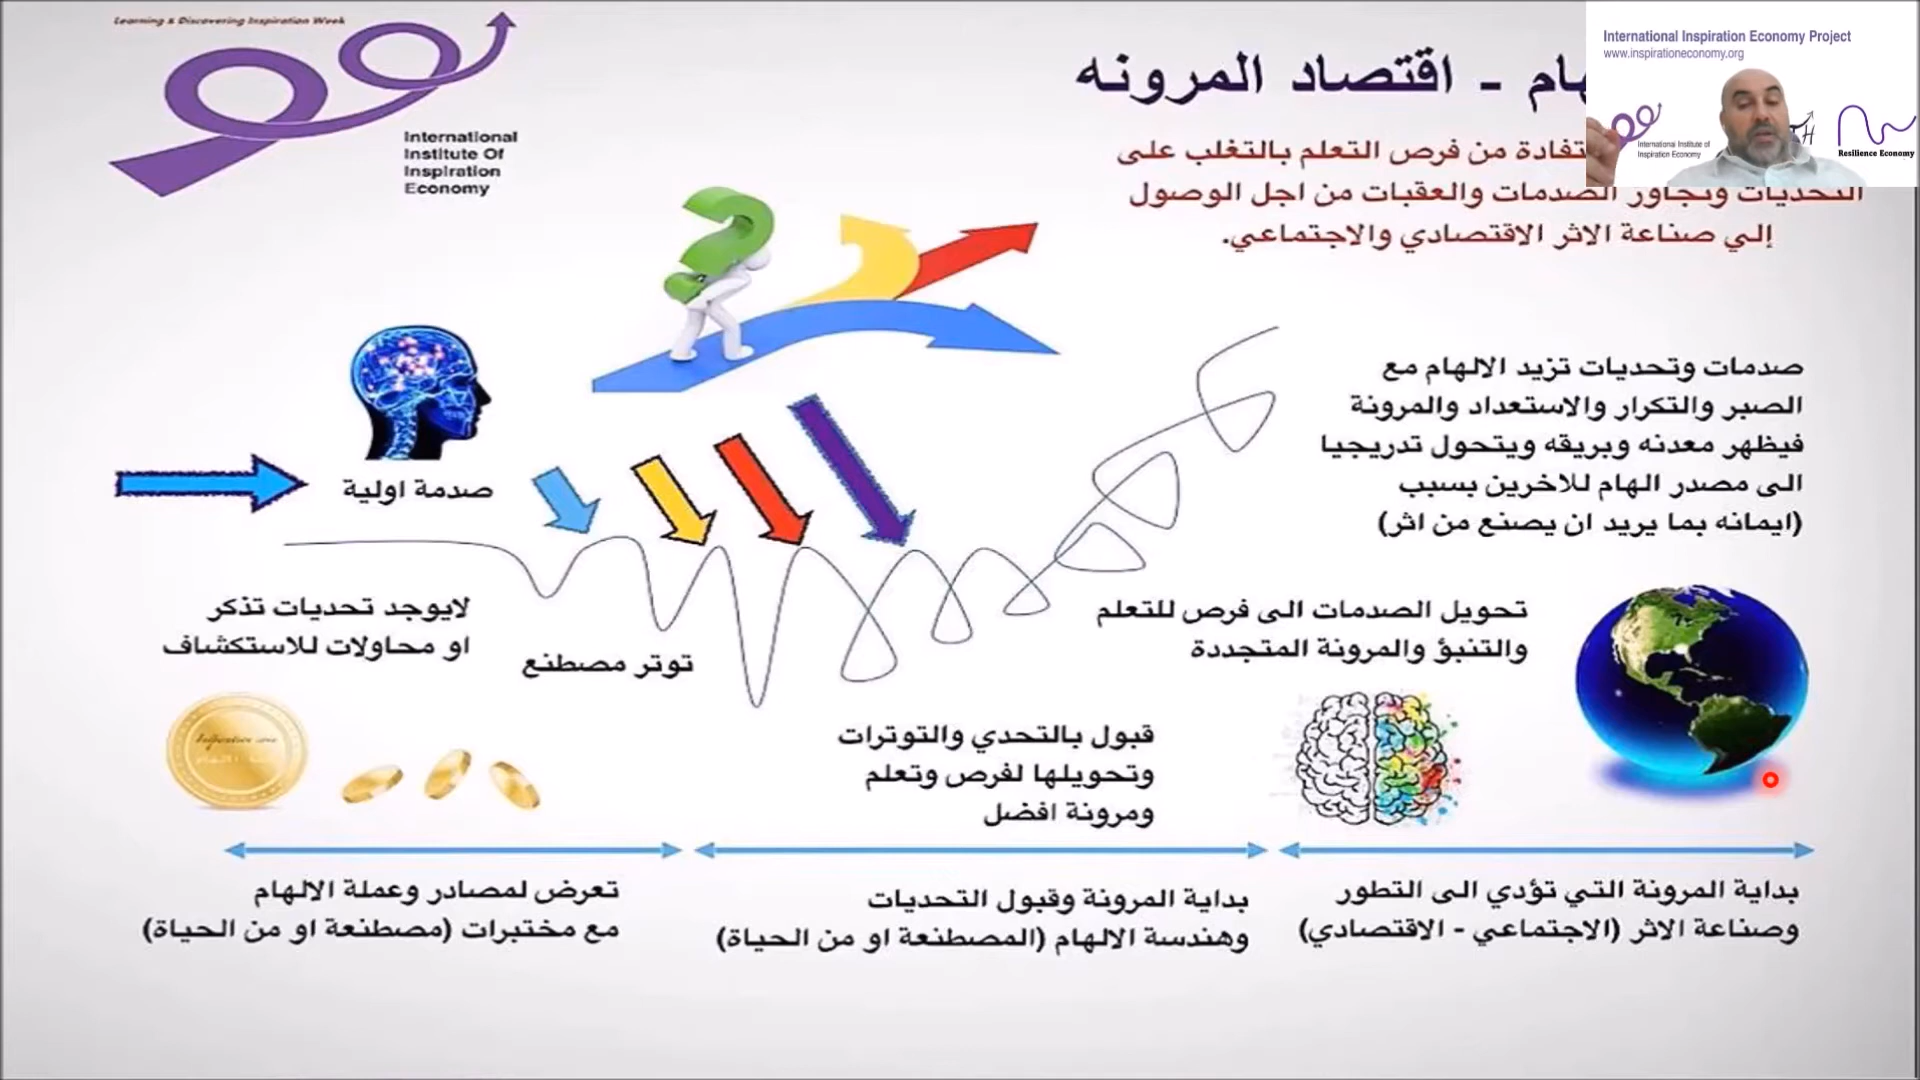 Learning & Discovering Inspiration Week
International
Institute Of
Inspiration
Economy
International Inspiration Economy Project
www.inspirationeconomy.org
International Institute of
Inspiration Economy
Resilience Economy
- اقتصاد المرونه
من فرص التعلم بالتغلب على
التحديات وتجاوز الصدمات والعقبات من اجل الوصول
إلي صناعة الاثر الاقتصادي والاجتماعي.
صدمة اولية
صدمات وتحديات تزيد الالهام مع
الصبر والتكرار والاستعداد والمرونة
فيظهر معدنه وبريقه ويتحول تدريجيا
الى مصدر الهام للاخرين بسبب
(ايمانه بما يريد ان يصنع من اثر)
لايوجد تحديات تذكر
او محاولات للاستكشاف
توتر مصطنع
تحويل الصدمات الى فرص للتعلم
والتنبؤ والمرونة المتجددة
قبول بالتحدي والتوترات
وتحويلها لفرص وتعلم
ومرونة افضل
تعرض لمصادر وعملة الالهام
مع مختبرات (مصطنعة او من الحياة)
بداية المرونة وقبول التحديات
وهندسة الالهام (المصطنعة او من الحياة)
بداية المرونة التي تؤدي الى التطور
وصناعة الاثر (الاجتماعي - الاقتصادي)